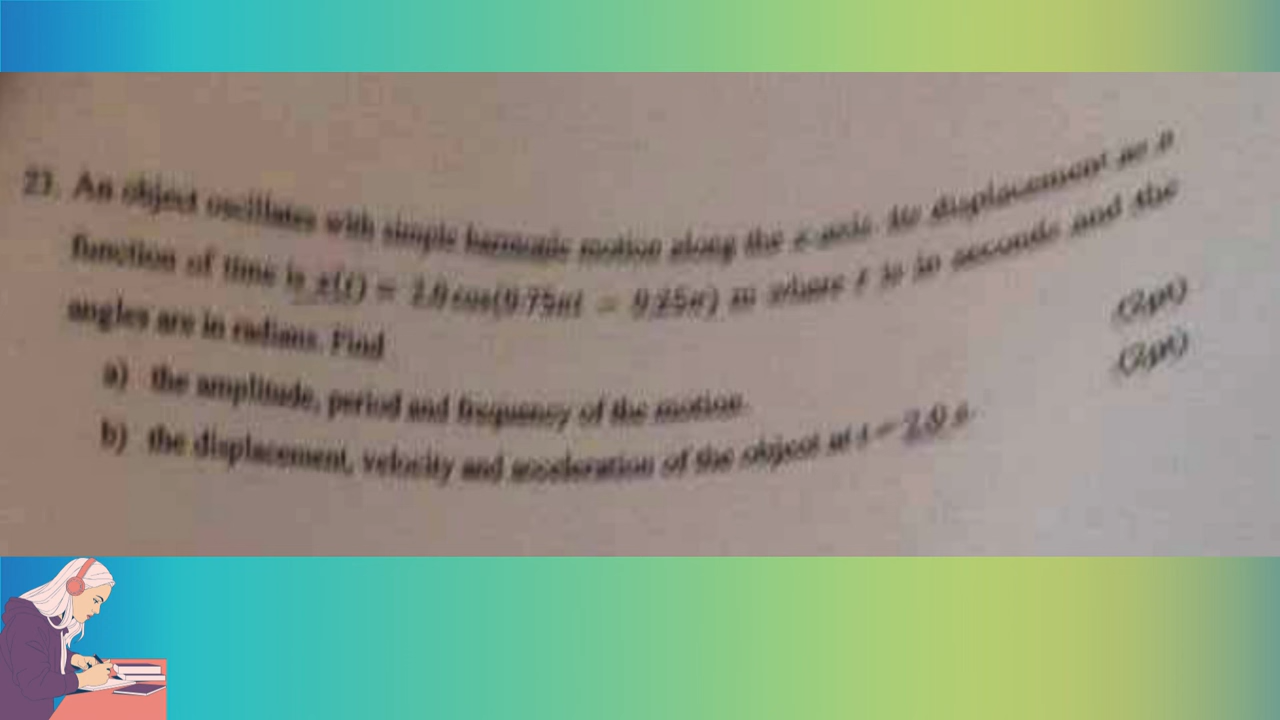 23. An object oscillates with simple harmonic motion along the x-axis. Its displacement as a
function of time is x(t) = 2.0 cos(0.75πt − 0.25π) m where t is in seconds and the
angles are in radians. Find
a) the amplitude, period and frequency of the motion. (2pt)
b) the displacement, velocity and acceleration of the object at t = 2.0 s. (2pt)